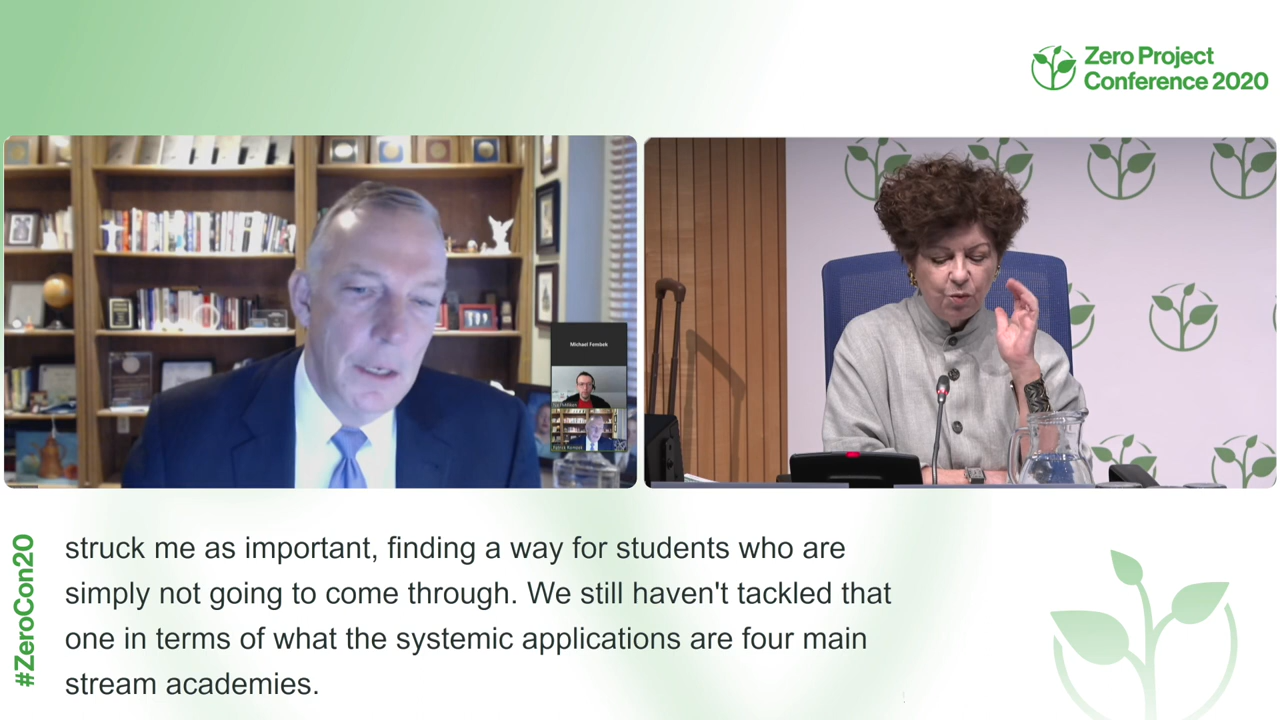 Zero Project
Conference 2020
Michael Fembek
#ZeroCon20
struck me as important, finding a way for students who are
simply not going to come through. We still haven't tackled that
one in terms of what the systemic applications are four main
stream academies.